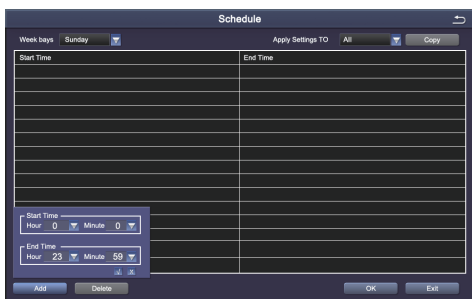 Schedule
Week bays Sunday Apply Settings TO All Copy
Start Time End Time
Start Time
Hour 0 Minute 0
End Time
Hour 23 Minute 59
Add Delete OK Exit